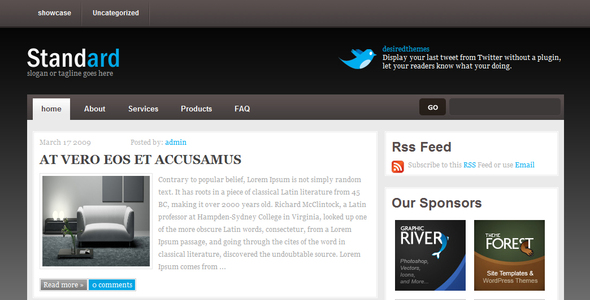 showcase Uncategorized
Standard
slogan or tagline goes here
desiredthemes
Display your last tweet from Twitter without a plugin,
let your readers know what your doing.
home About Services Products FAQ
GO
March 17 2009 Posted by: admin
AT VERO EOS ET ACCUSAMUS
Contrary to popular belief, Lorem Ipsum is not simply random
text. It has roots in a piece of classical Latin literature from 45
BC, making it over 2000 years old. Richard McClintock, a Latin
professor at Hampden-Sydney College in Virginia, looked up one
of the more obscure Latin words, consectetur, from a Lorem
Ipsum passage, and going through the cites of the word in
classical literature, discovered the undoubtable source. Lorem
Ipsum comes from ...
Read more » 0 comments
Rss Feed
Subscribe to this RSS Feed or use Email
Our Sponsors
GRAPHIC
RIVER
Photoshop,
Vectors,
Icons,
and More...
THEME
FOREST
Site Templates &
WordPress Themes